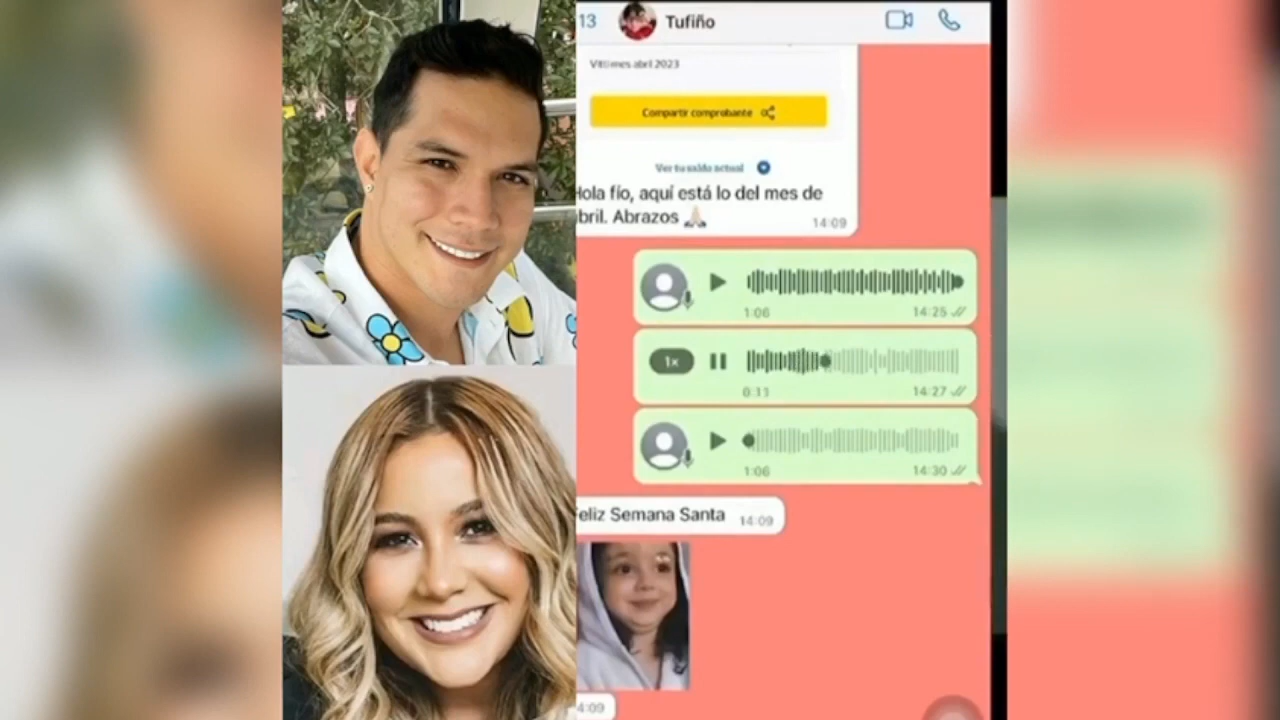 13
Tufiño
mes abril 2023
Compartir comprobante
Ver tu saldo actual
Hola fío, aquí está lo del mes de
abril. Abrazos 🙏🏻
14:09
1:06 14:25
1x
0:11 14:27
1:06 14:30
Feliz Semana Santa 14:09
4:09